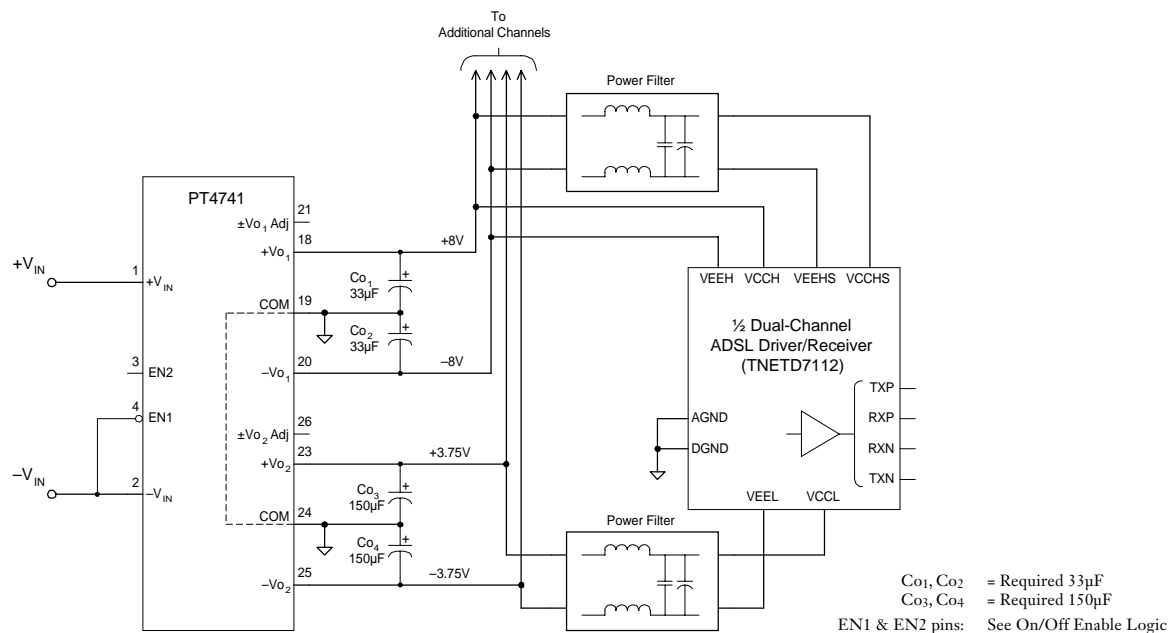 To
Additional Channels
Power Filter
PT4741
±Vo1 Adj
21
18
+Vo1
+8V
+VIN
1
+VIN
Co1
33µF
+
COM
19
Co2
33µF
+
3
EN2
20
–Vo1
–8V
4
EN1
±Vo2 Adj
26
23
+Vo2
+3.75V
–VIN
2
–VIN
Co3
150µF
+
COM
24
Co4
150µF
+
25
–Vo2
–3.75V
VEEH
VCCH
VEEHS
VCCHS
½ Dual-Channel
ADSL Driver/Receiver
(TNETD7112)
TXP
AGND
RXP
DGND
RXN
TXN
VEEL
VCCL
Power Filter
Co1, Co2 = Required 33µF
Co3, Co4 = Required 150µF
EN1 & EN2 pins: See On/Off Enable Logic